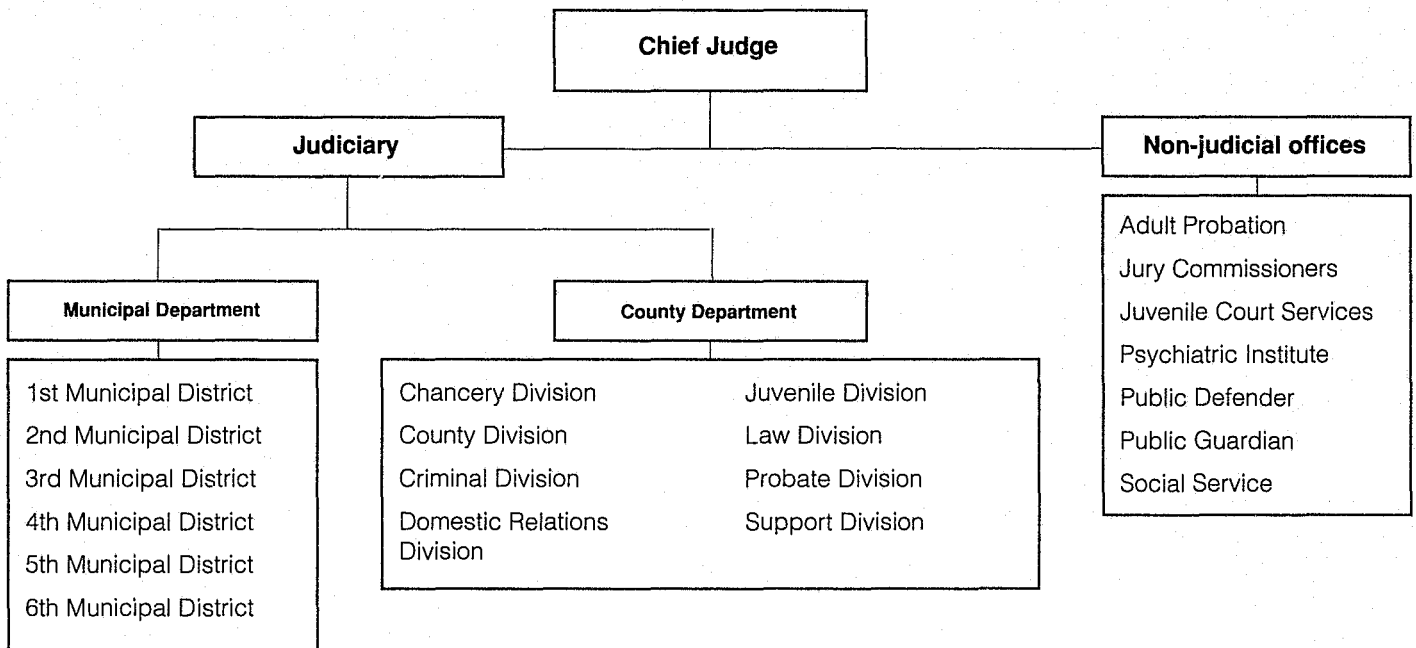 Chief Judge
Judiciary
Non-judicial offices
Municipal Department
1st Municipal District
2nd Municipal District
3rd Municipal District
4th Municipal District
5th Municipal District
6th Municipal District
County Department
Chancery Division
County Division
Criminal Division
Domestic Relations
Division
Juvenile Division
Law Division
Probate Division
Support Division
Adult Probation
Jury Commissioners
Juvenile Court Services
Psychiatric Institute
Public Defender
Public Guardian
Social Service